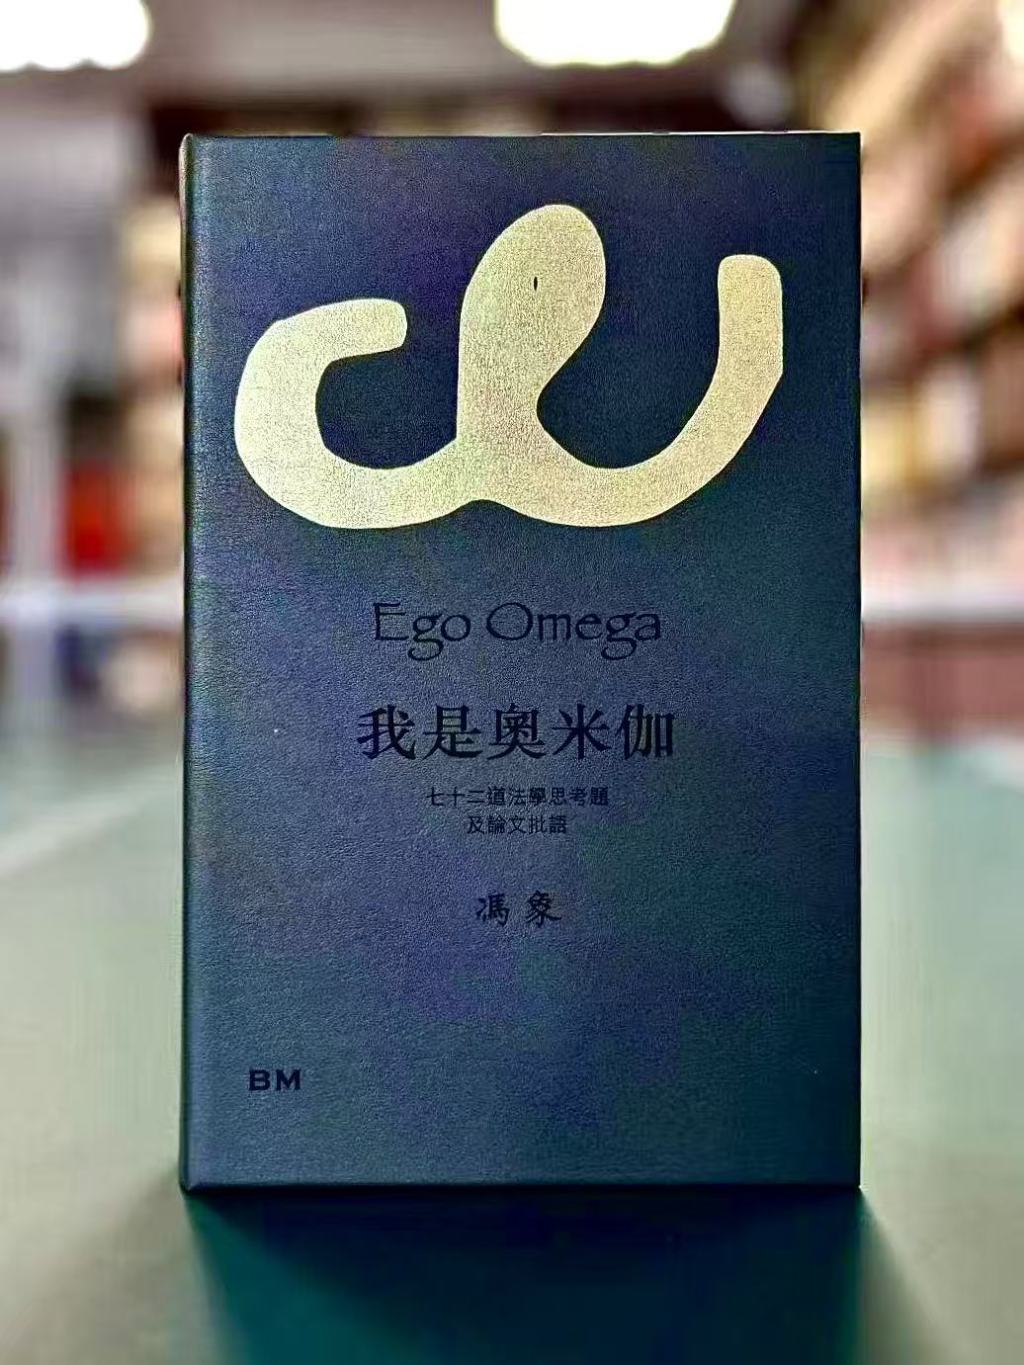 Ego Omega
我是奧米伽
七十二道法學思考題
及論文批語
馮象
BM